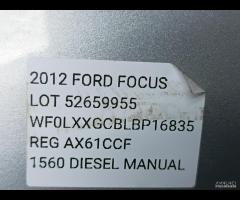 2012 FORD FOCUS
LOT 52659955
WF0LXXGCBLBP16835
REG AX61CCF
1560 DIESEL MANUAL